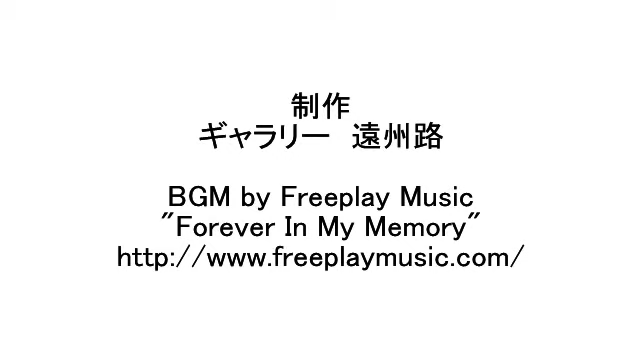 制作
ギャラリー　遠州路
BGM by Freeplay Music
"Forever In My Memory"
http://www.freeplaymusic.com/